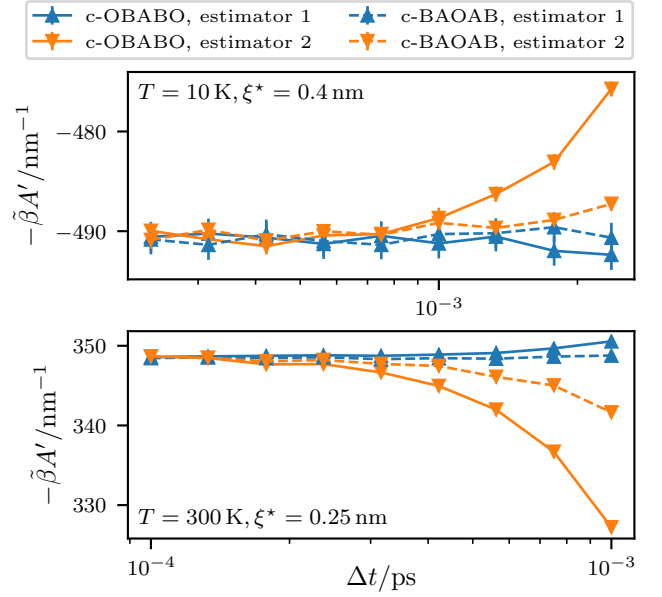 c-OBABO, estimator 1 c-BAOAB, estimator 1
c-OBABO, estimator 2 c-BAOAB, estimator 2
T = 10 K, ξ⋆ = 0.4 nm
−480
−490
−β̃A′/nm⁻¹
10⁻³
350
340
330
−β̃A′/nm⁻¹
T = 300 K, ξ⋆ = 0.25 nm
10⁻⁴ 10⁻³
Δt/ps